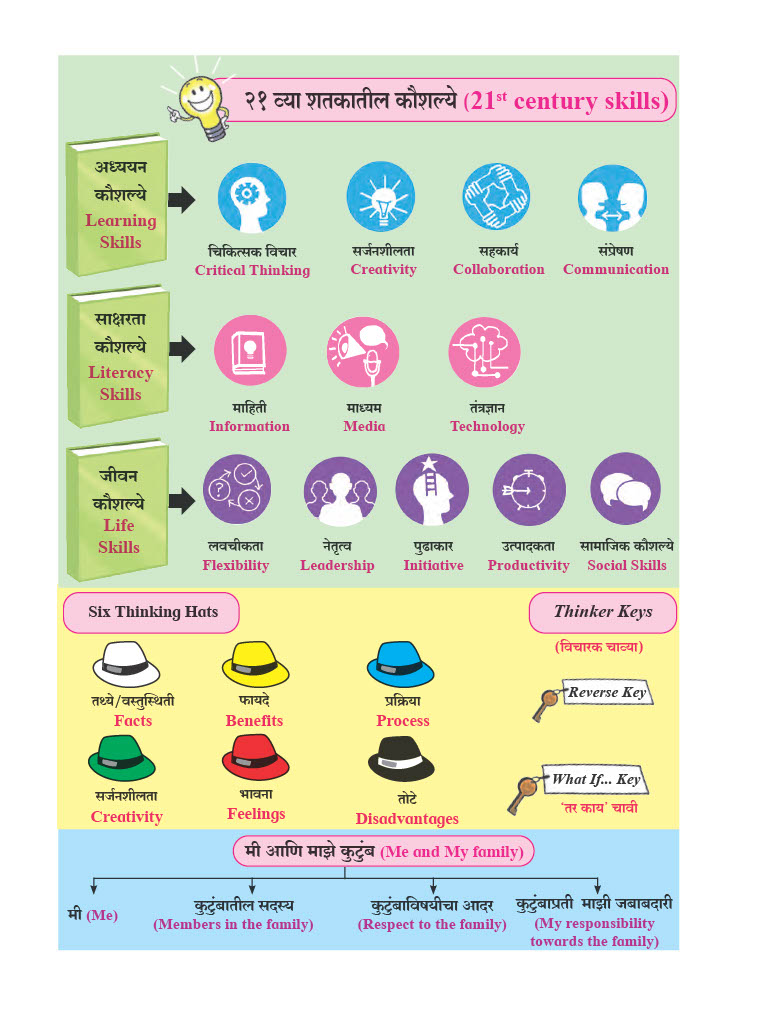 २१ व्या शतकातील कौशल्ये (21st century skills)
अध्ययन
कौशल्ये
Learning
Skills
चिकित्सक विचार
Critical Thinking
सर्जनशीलता
Creativity
सहकार्य
Collaboration
संप्रेषण
Communication
साक्षरता
कौशल्ये
Literacy
Skills
माहिती
Information
माध्यम
Media
तंत्रज्ञान
Technology
जीवन
कौशल्ये
Life
Skills
लवचीकता
Flexibility
नेतृत्व
Leadership
पुढाकार
Initiative
उत्पादकता
Productivity
सामाजिक कौशल्ये
Social Skills
Six Thinking Hats
तथ्ये/वस्तुस्थिती
Facts
फायदे
Benefits
प्रक्रिया
Process
सर्जनशीलता
Creativity
भावना
Feelings
तोटे
Disadvantages
Thinker Keys
(विचारक चाव्या)
Reverse Key
What If... Key
‘तर काय’ चावी
मी आणि माझे कुटुंब (Me and My family)
मी (Me)
कुटुंबातील सदस्य
(Members in the family)
कुटुंबाविषयीचा आदर
(Respect to the family)
कुटुंबाप्रती माझी जबाबदारी
(My responsibility
towards the family)